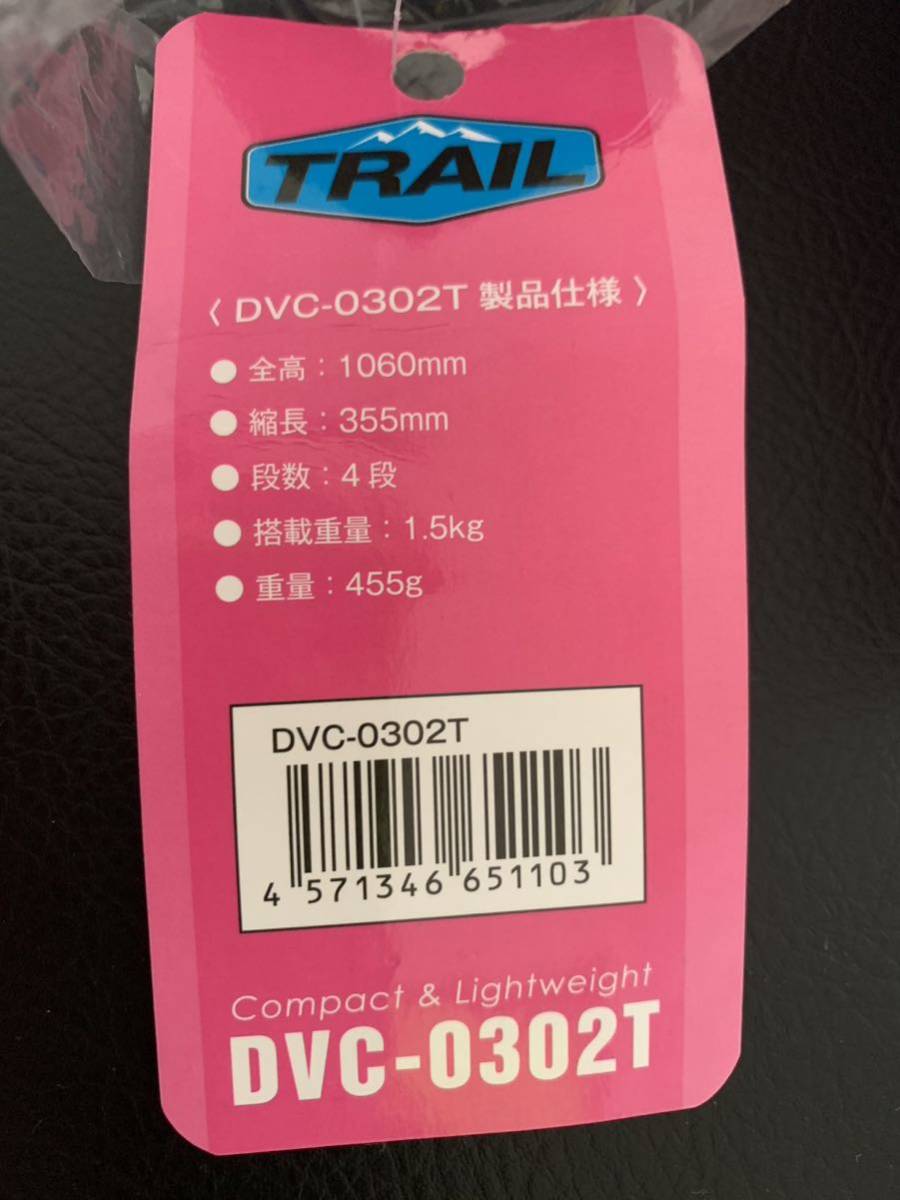 TRAIL
〈 DVC-0302T 製品仕様 〉
● 全高：1060mm
● 縮長：355mm
● 段数：4段
● 搭載重量：1.5kg
● 重量：455g
DVC-0302T
4 571346 651103
Compact & Lightweight
DVC-0302T